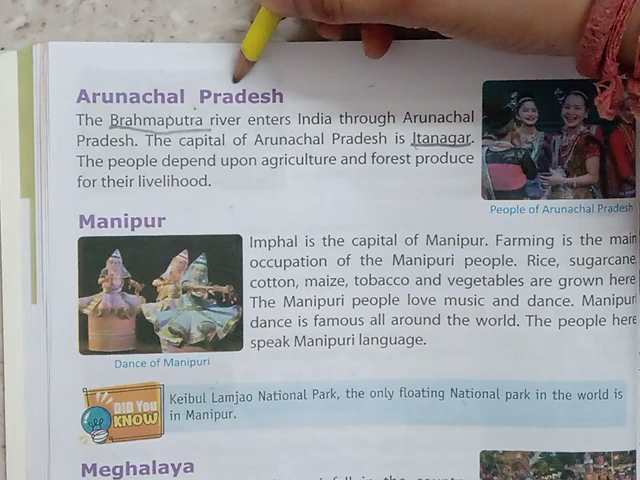 Arunachal Pradesh
The Brahmaputra river enters India through Arunachal
Pradesh. The capital of Arunachal Pradesh is Itanagar.
The people depend upon agriculture and forest produce
for their livelihood.
People of Arunachal Pradesh
Manipur
Imphal is the capital of Manipur. Farming is the main
occupation of the Manipuri people. Rice, sugarcane
cotton, maize, tobacco and vegetables are grown here
The Manipuri people love music and dance. Manipuri
dance is famous all around the world. The people here
speak Manipuri language.
Dance of Manipuri
DID YOU
KNOW
Keibul Lamjao National Park, the only floating National park in the world is
in Manipur.
Meghalaya
in the country